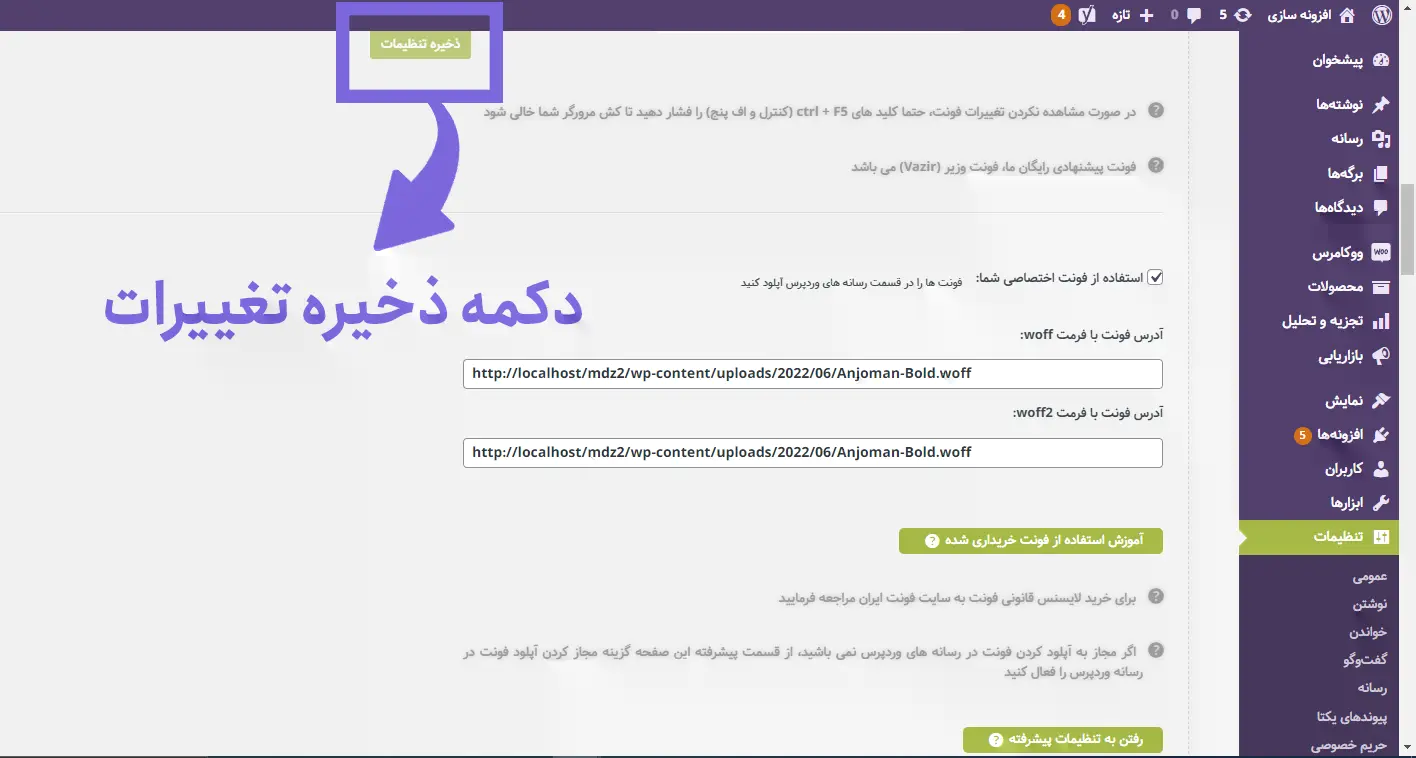 افزونه سازی
5
0
تازه
4
ذخیره تنظیمات
در صورت مشاهده نکردن تغییرات فونت، حتما کلید های ctrl + F5 (کنترل و اف پنج) را فشار دهید تا کش مرورگر شما خالی شود
فونت پیشنهادی رایگان ما، فونت وزیر (Vazir) می باشد
دکمه ذخیره تغییرات
استفاده از فونت اختصاصی شما: فونت ها را در قسمت رسانه های وردپرس آپلود کنید
آدرس فونت با فرمت woff:
http://localhost/mdz2/wp-content/uploads/2022/06/Anjoman-Bold.woff
آدرس فونت با فرمت woff2:
http://localhost/mdz2/wp-content/uploads/2022/06/Anjoman-Bold.woff
آموزش استفاده از فونت خریداری شده
برای خرید لایسنس قانونی فونت به سایت فونت ایران مراجعه فرمایید
اگر مجاز به آپلود کردن فونت در رسانه های وردپرس نمی باشید، از قسمت پیشرفته این صفحه گزینه مجاز کردن آپلود فونت در
رسانه وردپرس را فعال کنید
رفتن به تنظیمات پیشرفته
پیشخوان
نوشته‌ها
رسانه
برگه‌ها
دیدگاه‌ها
ووکامرس
محصولات
تجزیه و تحلیل
بازاریابی
نمایش
افزونه‌ها 5
کاربران
ابزارها
تنظیمات
عمومی
نوشتن
خواندن
گفت‌وگو
رسانه
پیوندهای یکتا
حریم خصوصی